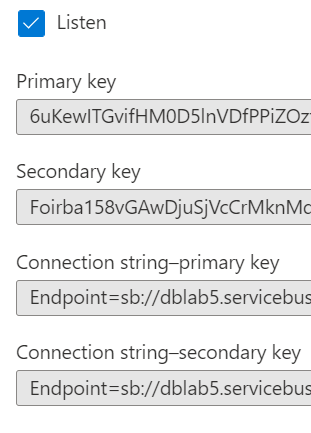 Listen
Primary key
6uKewITGvifHM0D5lnVDfPPiZOz
Secondary key
Foirba158vGAwDjuSjVcCrMknMc
Connection string–primary key
Endpoint=sb://dblab5.servicebus
Connection string–secondary key
Endpoint=sb://dblab5.servicebus